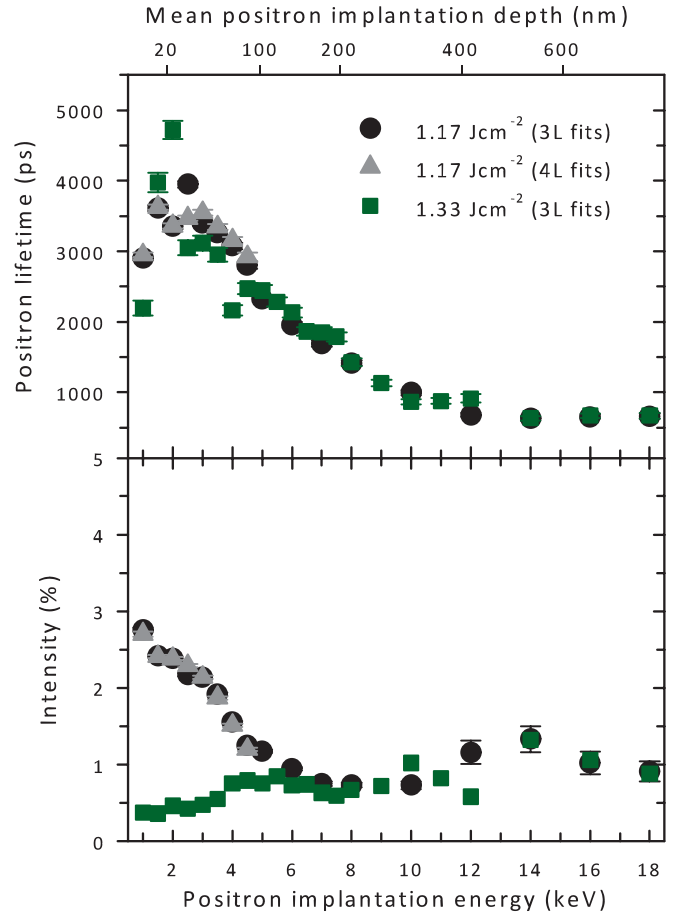 Mean positron implantation depth (nm)
20 100 200 400 600
Positron lifetime (ps)
5000
4000
3000
2000
1000
1.17 Jcm-2 (3L fits)
1.17 Jcm-2 (4L fits)
1.33 Jcm-2 (3L fits)
Intensity (%)
5
4
3
2
1
0
2 4 6 8 10 12 14 16 18
Positron implantation energy (keV)